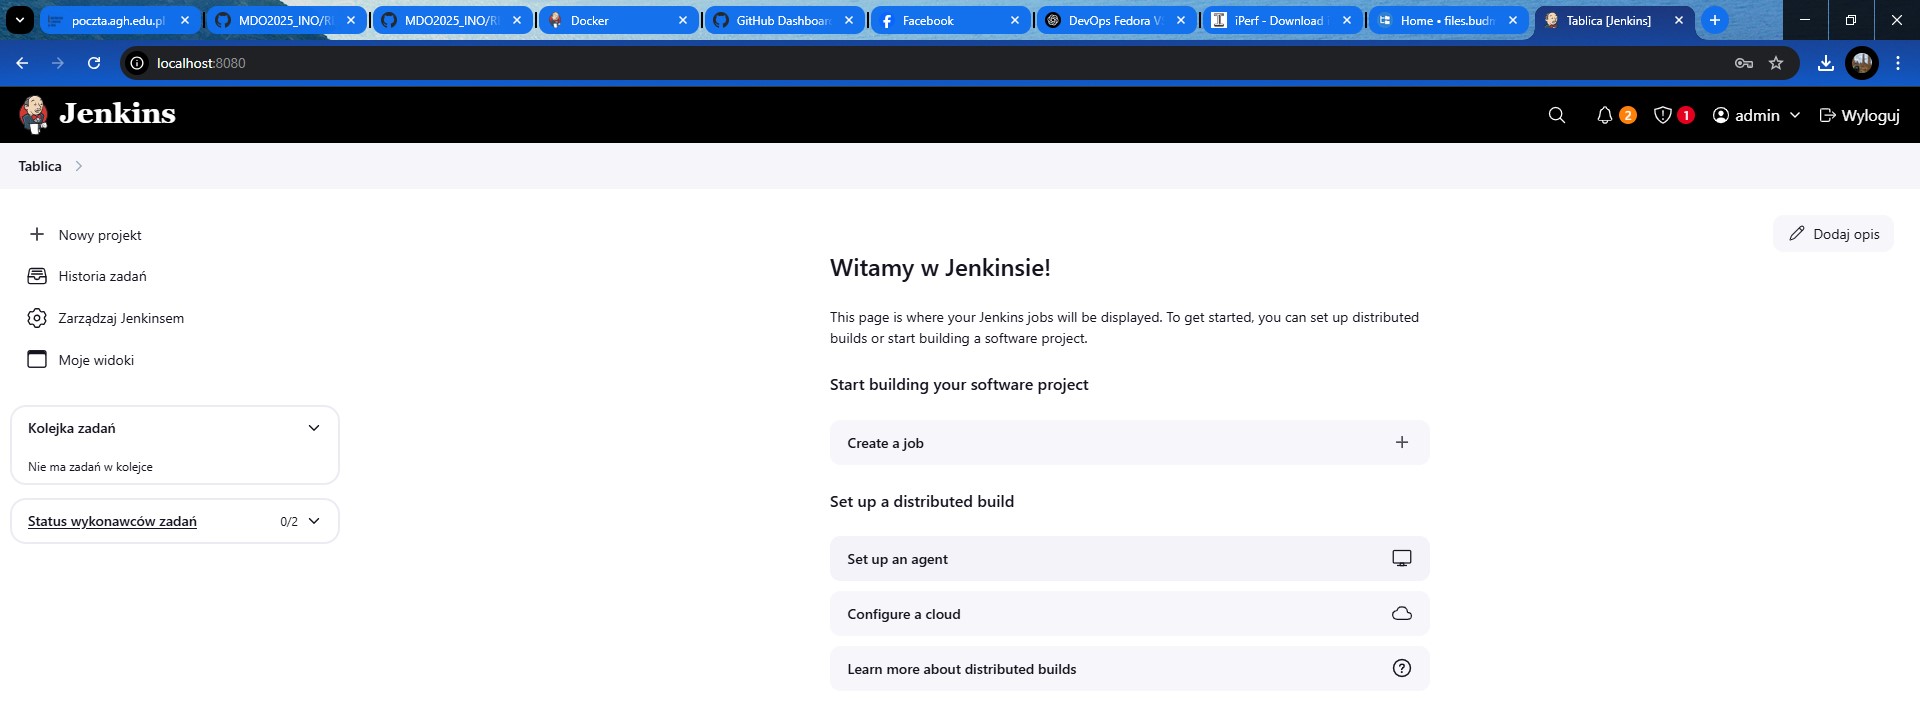 poczta.agh.edu.pl
MDO2025_INO/R
MDO2025_INO/R
Docker
GitHub Dashboard
Facebook
DevOps Fedora V
iPerf - Download
Home • files.budn
Tablica [Jenkins]
localhost:8080
Jenkins
2
1
admin
Wyloguj
Tablica
Nowy projekt
Historia zadań
Zarządzaj Jenkinsem
Moje widoki
Kolejka zadań
Nie ma zadań w kolejce
Status wykonawców zadań
0/2
Dodaj opis
Witamy w Jenkinsie!
This page is where your Jenkins jobs will be displayed. To get started, you can set up distributed
builds or start building a software project.
Start building your software project
Create a job
Set up a distributed build
Set up an agent
Configure a cloud
Learn more about distributed builds